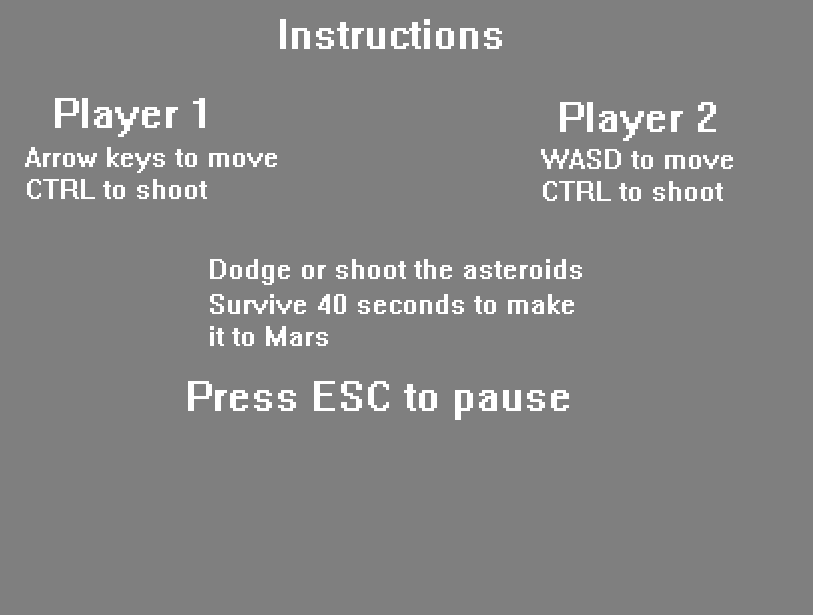 Instructions
Player 1
Arrow keys to move
CTRL to shoot
Player 2
WASD to move
CTRL to shoot
Dodge or shoot the asteroids
Survive 40 seconds to make
it to Mars
Press ESC to pause